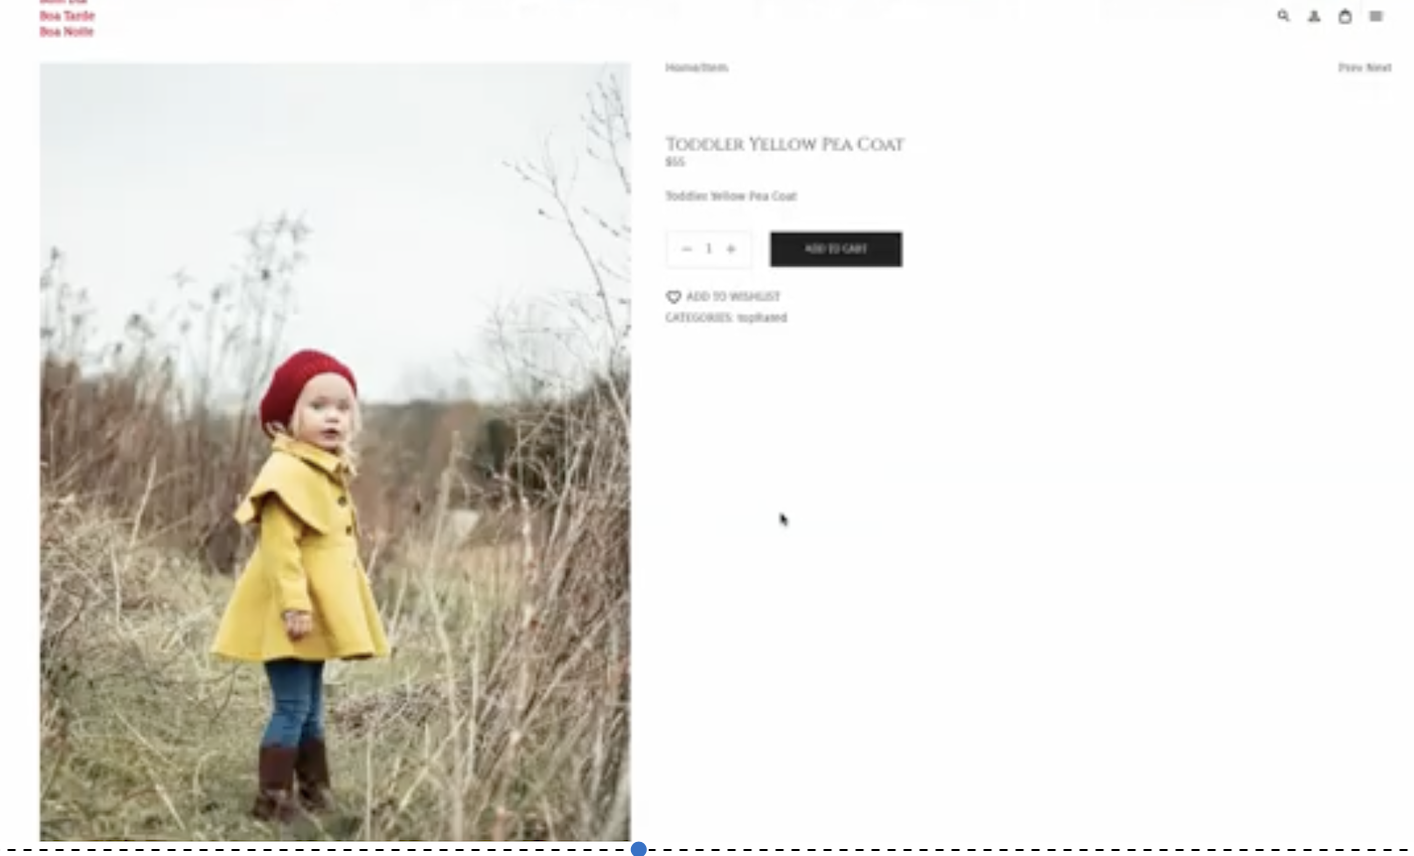 Boa Tarde
Boa Noite
Home/Item
Prev Next
TODDLER YELLOW PEA COAT
$55
Toddler Yellow Pea Coat
− 1 +
ADD TO CART
ADD TO WISHLIST
CATEGORIES: topRated